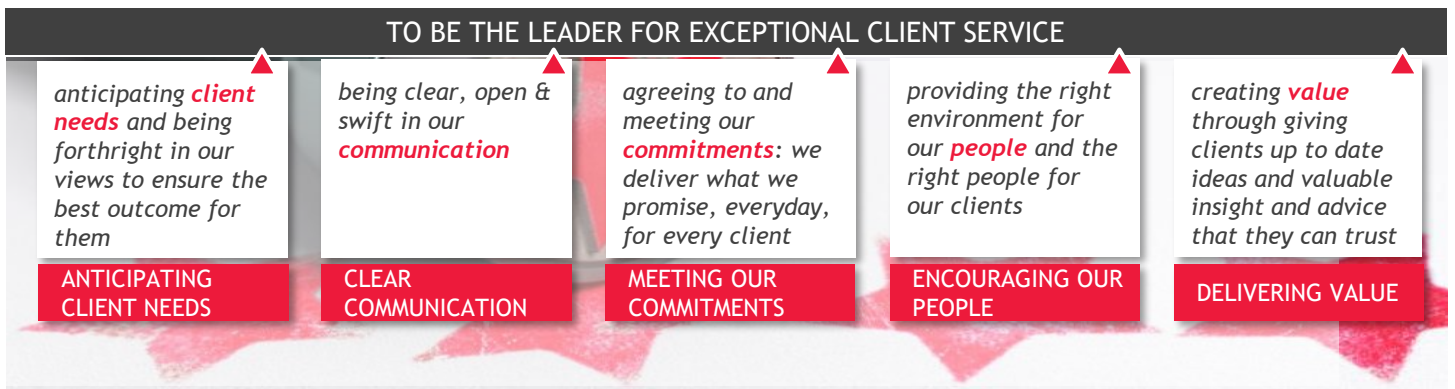 TO BE THE LEADER FOR EXCEPTIONAL CLIENT SERVICE
anticipating client
needs and being
forthright in our
views to ensure the
best outcome for
them
ANTICIPATING
CLIENT NEEDS
being clear, open &
swift in our
communication
CLEAR
COMMUNICATION
agreeing to and
meeting our
commitments: we
deliver what we
promise, everyday,
for every client
MEETING OUR
COMMITMENTS
providing the right
environment for
our people and the
right people for
our clients
ENCOURAGING OUR
PEOPLE
creating value
through giving
clients up to date
ideas and valuable
insight and advice
that they can trust
DELIVERING VALUE